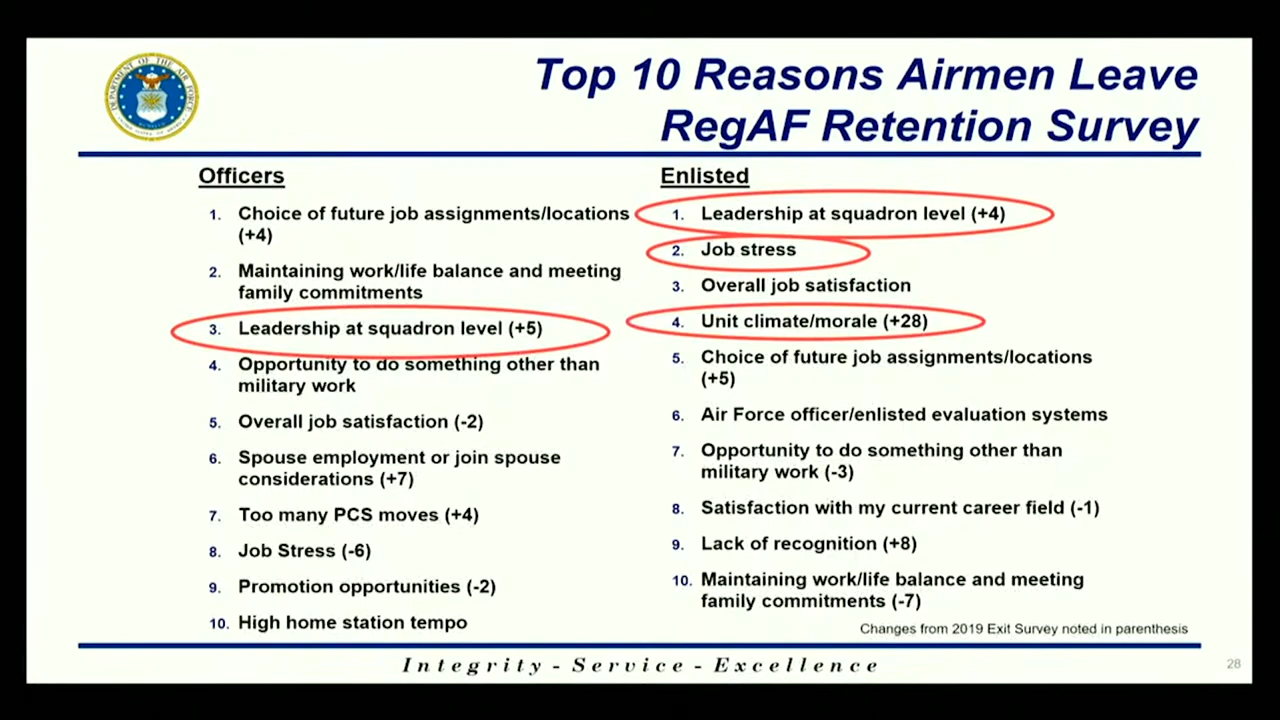 Top 10 Reasons Airmen Leave
RegAF Retention Survey
Officers
1. Choice of future job assignments/locations
(+4)
2. Maintaining work/life balance and meeting
family commitments
3. Leadership at squadron level (+5)
4. Opportunity to do something other than
military work
5. Overall job satisfaction (-2)
6. Spouse employment or join spouse
considerations (+7)
7. Too many PCS moves (+4)
8. Job Stress (-6)
9. Promotion opportunities (-2)
10. High home station tempo
Enlisted
1. Leadership at squadron level (+4)
2. Job stress
3. Overall job satisfaction
4. Unit climate/morale (+28)
5. Choice of future job assignments/locations
(+5)
6. Air Force officer/enlisted evaluation systems
7. Opportunity to do something other than
military work (-3)
8. Satisfaction with my current career field (-1)
9. Lack of recognition (+8)
10. Maintaining work/life balance and meeting
family commitments (-7)
Changes from 2019 Exit Survey noted in parenthesis
Integrity - Service - Excellence
28